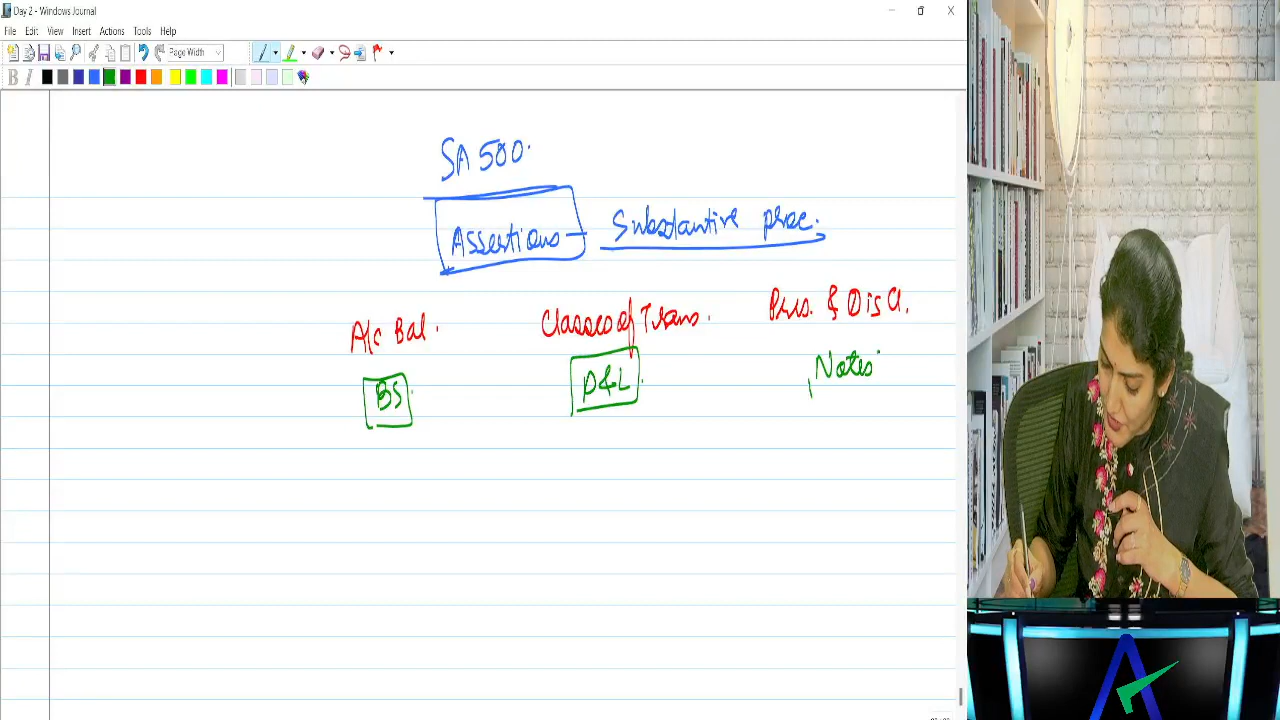 Day 2 - Windows Journal
File Edit View Insert Actions Tools Help
Page Width
B I
SA 500.
Assertions - Substantive proc.
A/c Bal. Classes of Trans. Pres. & Discl.
BS P&L. Notes